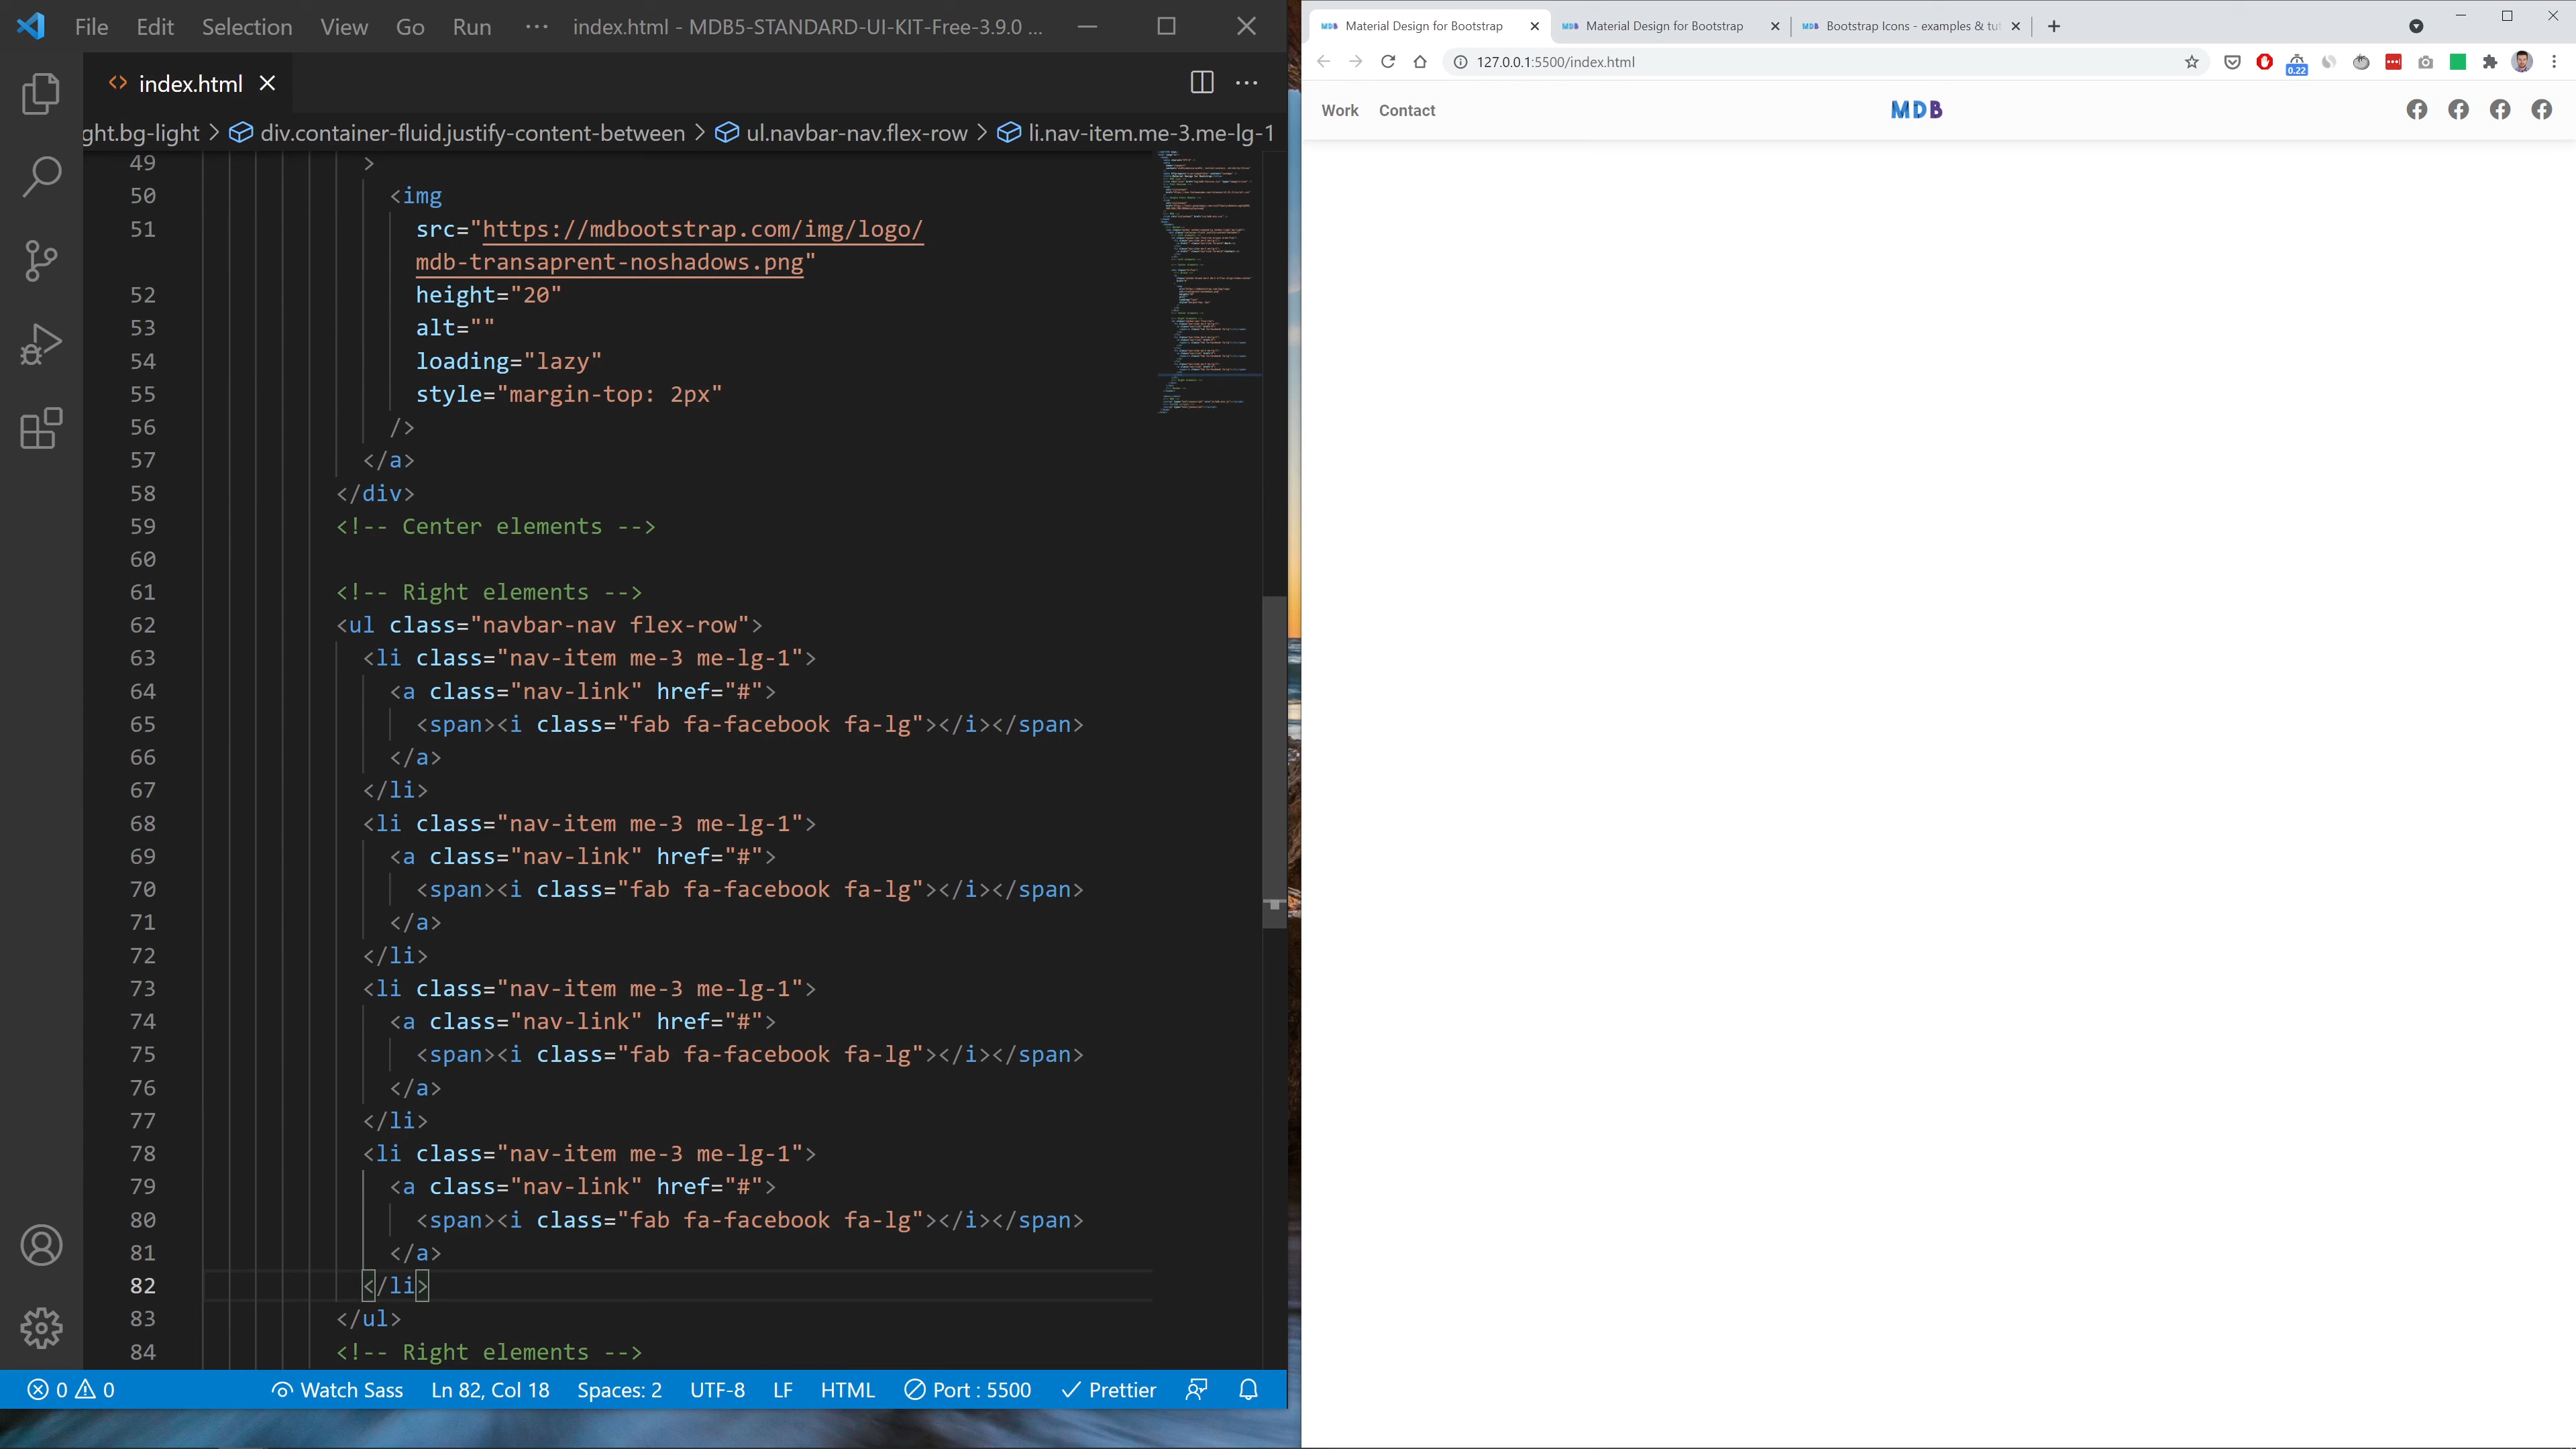 File Edit Selection View Go Run ··· index.html - MDB5-STANDARD-UI-KIT-Free-3.9.0 ...
index.html
ght.bg-light > div.container-fluid.justify-content-between > ul.navbar-nav.flex-row > li.nav-item.me-3.me-lg-1
49 >
50 <img
51 src="https://mdbootstrap.com/img/logo/
mdb-transaprent-noshadows.png"
52 height="20"
53 alt=""
54 loading="lazy"
55 style="margin-top: 2px"
56 />
57 </a>
58 </div>
59 <!-- Center elements -->
60
61 <!-- Right elements -->
62 <ul class="navbar-nav flex-row">
63 <li class="nav-item me-3 me-lg-1">
64 <a class="nav-link" href="#">
65 <span><i class="fab fa-facebook fa-lg"></i></span>
66 </a>
67 </li>
68 <li class="nav-item me-3 me-lg-1">
69 <a class="nav-link" href="#">
70 <span><i class="fab fa-facebook fa-lg"></i></span>
71 </a>
72 </li>
73 <li class="nav-item me-3 me-lg-1">
74 <a class="nav-link" href="#">
75 <span><i class="fab fa-facebook fa-lg"></i></span>
76 </a>
77 </li>
78 <li class="nav-item me-3 me-lg-1">
79 <a class="nav-link" href="#">
80 <span><i class="fab fa-facebook fa-lg"></i></span>
81 </a>
82 </li>
83 </ul>
84 <!-- Right elements -->
0 0 Watch Sass Ln 82, Col 18 Spaces: 2 UTF-8 LF HTML Port : 5500 Prettier
MDB Material Design for Bootstrap MDB Material Design for Bootstrap MDB Bootstrap Icons - examples & tut
127.0.0.1:5500/index.html 0.22
Work Contact MDB